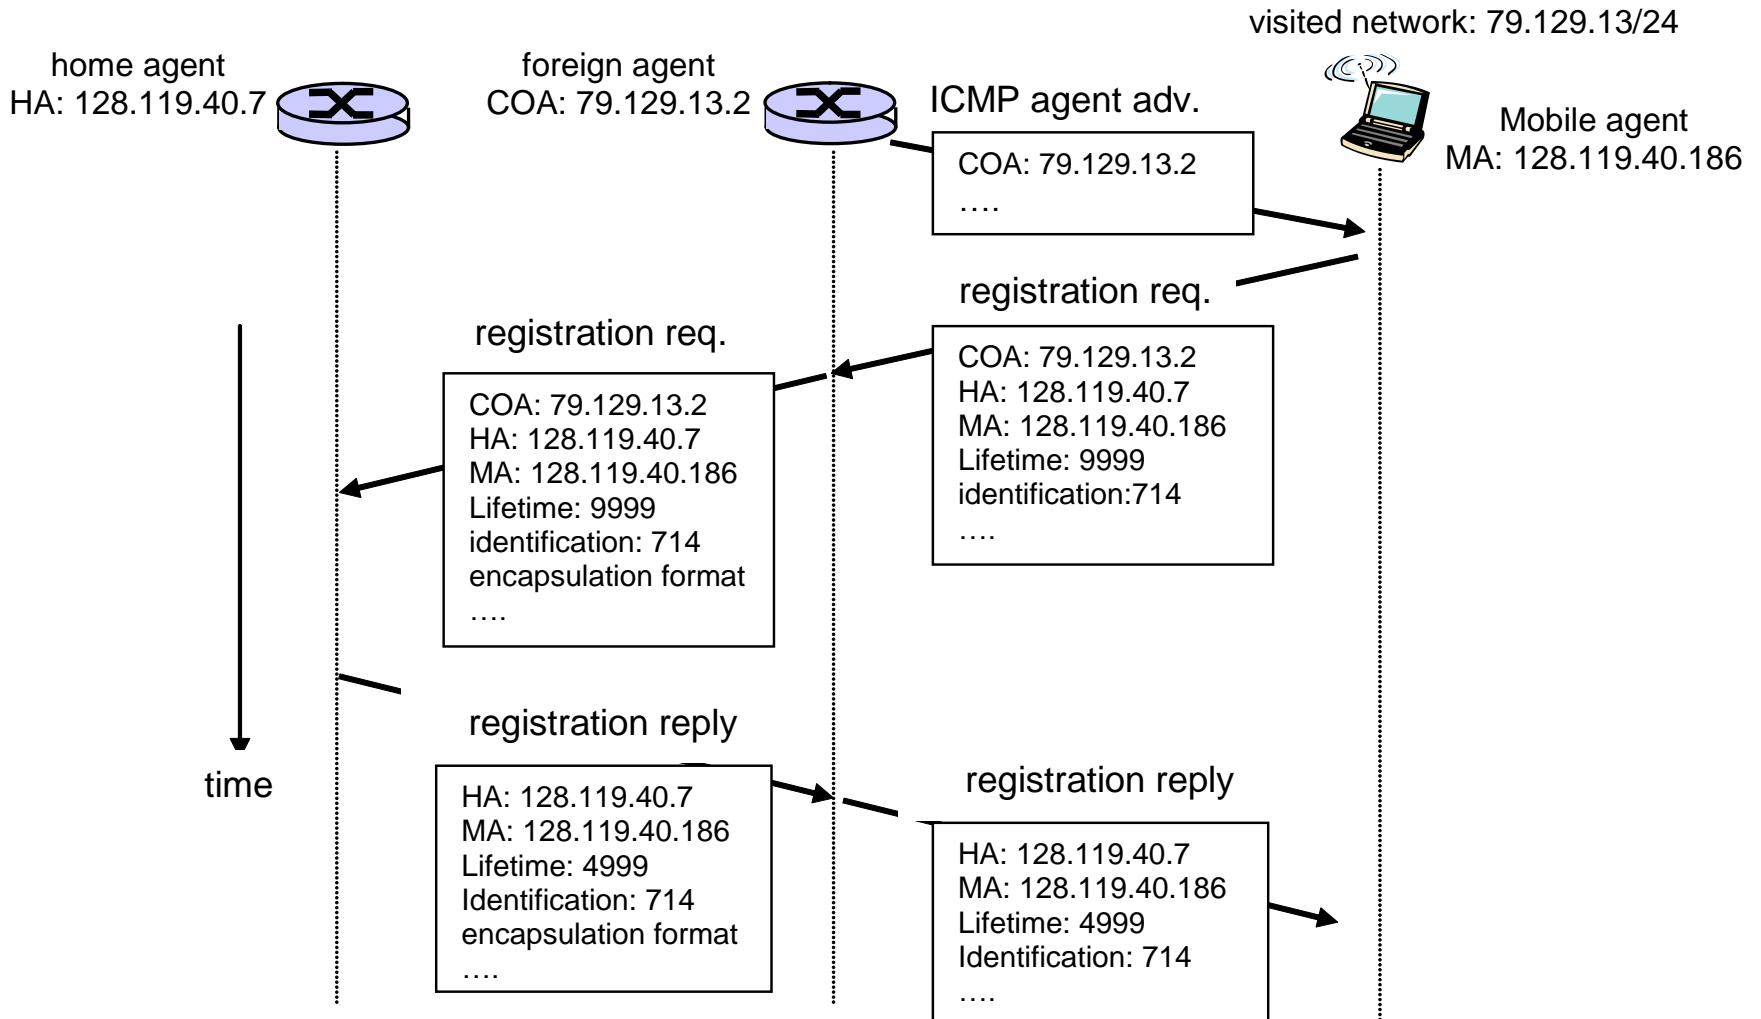 visited network: 79.129.13/24
home agent
HA: 128.119.40.7
foreign agent
COA: 79.129.13.2
ICMP agent adv.
COA: 79.129.13.2
….
Mobile agent
MA: 128.119.40.186
registration req.
COA: 79.129.13.2
HA: 128.119.40.7
MA: 128.119.40.186
Lifetime: 9999
identification:714
….
registration req.
COA: 79.129.13.2
HA: 128.119.40.7
MA: 128.119.40.186
Lifetime: 9999
identification: 714
encapsulation format
….
time
registration reply
HA: 128.119.40.7
MA: 128.119.40.186
Lifetime: 4999
Identification: 714
encapsulation format
….
registration reply
HA: 128.119.40.7
MA: 128.119.40.186
Lifetime: 4999
Identification: 714
….